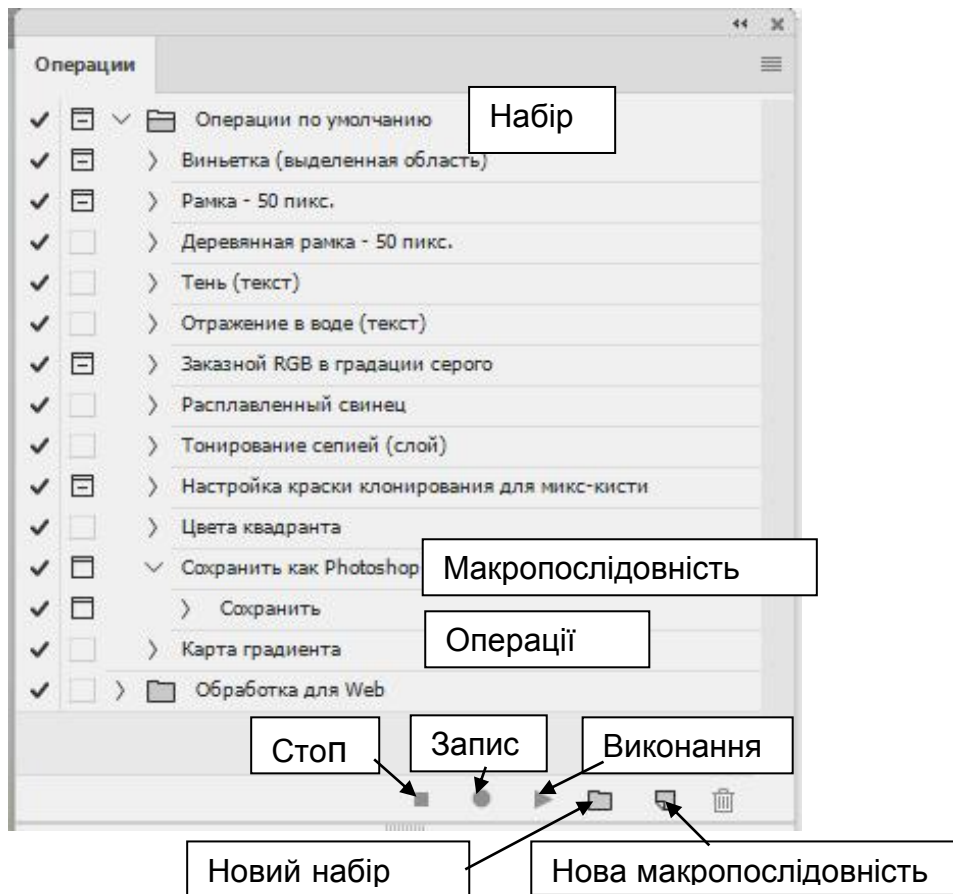 Операции
Операции по умолчанию
Набір
Виньетка (выделенная область)
Рамка - 50 пикс.
Деревянная рамка - 50 пикс.
Тень (текст)
Отражение в воде (текст)
Заказной RGB в градации серого
Расплавленный свинец
Тонирование сепией (слой)
Настройка краски клонирования для микс-кисти
Цвета квадранта
Сохранить как Photoshop
Макропослідовність
Сохранить
Операції
Карта градиента
Обработка для Web
Стоп
Запис
Виконання
Новий набір
Нова макропослідовність